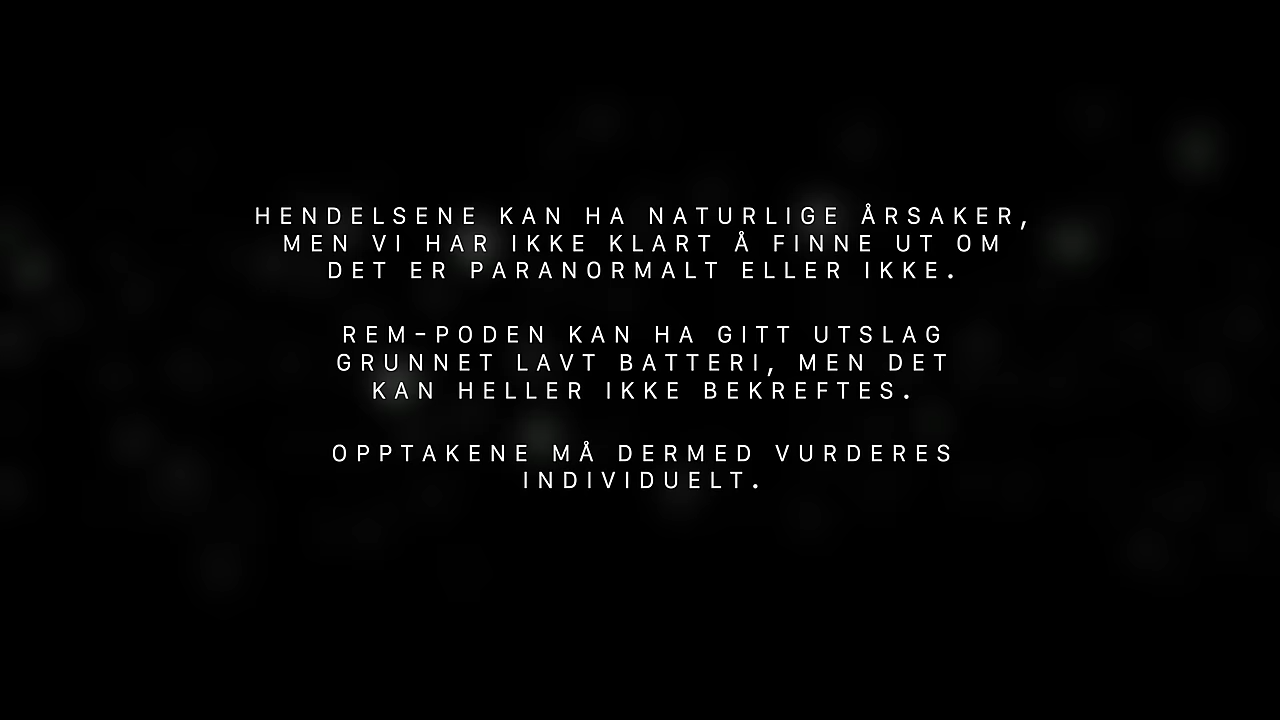 HENDELSENE KAN HA NATURLIGE ÅRSAKER,
MEN VI HAR IKKE KLART Å FINNE UT OM
DET ER PARANORMALT ELLER IKKE.
REM-PODEN KAN HA GITT UTSLAG
GRUNNET LAVT BATTERI, MEN DET
KAN HELLER IKKE BEKREFTES.
OPPTAKENE MÅ DERMED VURDERES
INDIVIDUELT.